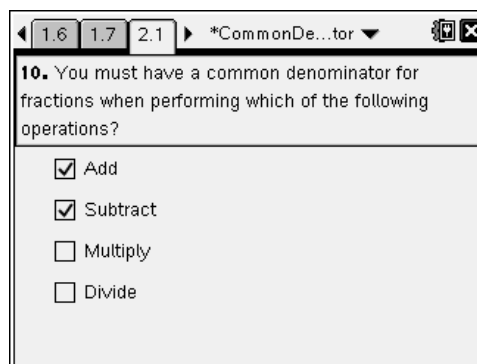 1.6 1.7 2.1 *CommonDe...tor
10. You must have a common denominator for
fractions when performing which of the following
operations?
Add
Subtract
Multiply
Divide